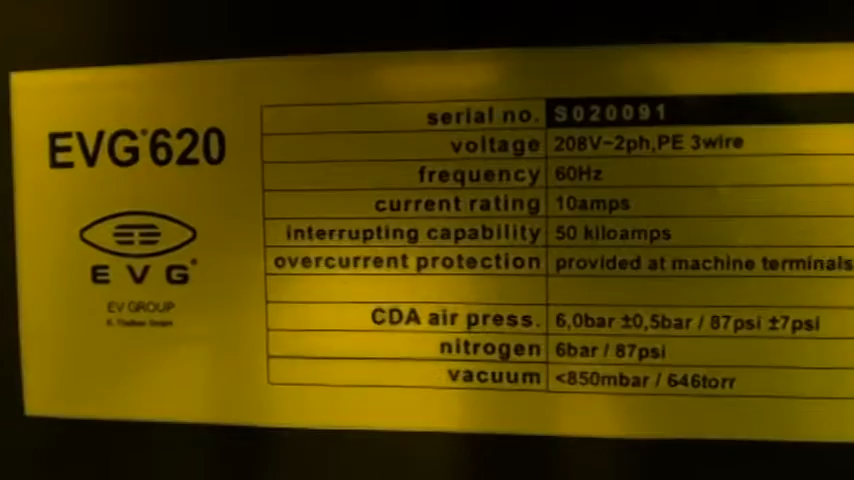 EVG®620
EVG®
EV GROUP
serial no. S020091
voltage 208V~2ph,PE 3wire
frequency 60Hz
current rating 10amps
interrupting capability 50 kiloamps
overcurrent protection provided at machine terminals
CDA air press. 6,0bar ±0,5bar / 87psi ±7psi
nitrogen 6bar / 87psi
vacuum <850mbar / 646torr